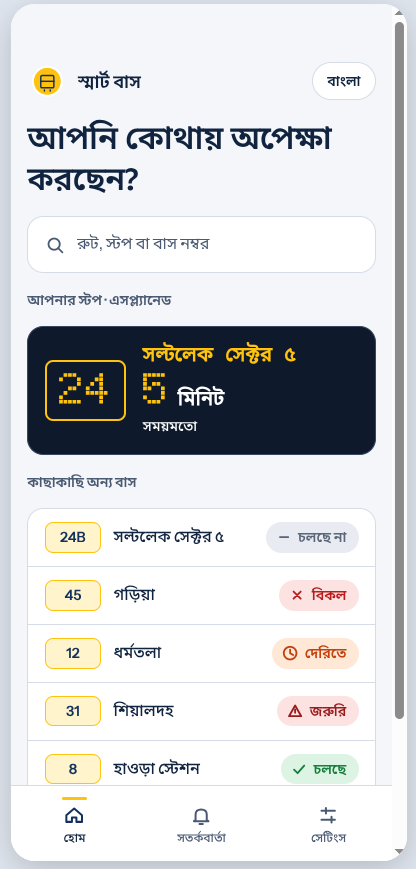 স্মার্ট বাস
বাংলা
আপনি কোথায় অপেক্ষা
করছেন?
রুট, স্টপ বা বাস নম্বর
আপনার স্টপ · এসপ্ল্যানেড
সল্টলেক সেক্টর ৫
24
5 মিনিট
সময়মতো
কাছাকাছি অন্য বাস
24B সল্টলেক সেক্টর ৫ চলছে না
45 গড়িয়া বিকল
12 ধর্মতলা দেরিতে
31 শিয়ালদহ জরুরি
8 হাওড়া স্টেশন চলছে
হোম সতর্কবার্তা সেটিংস